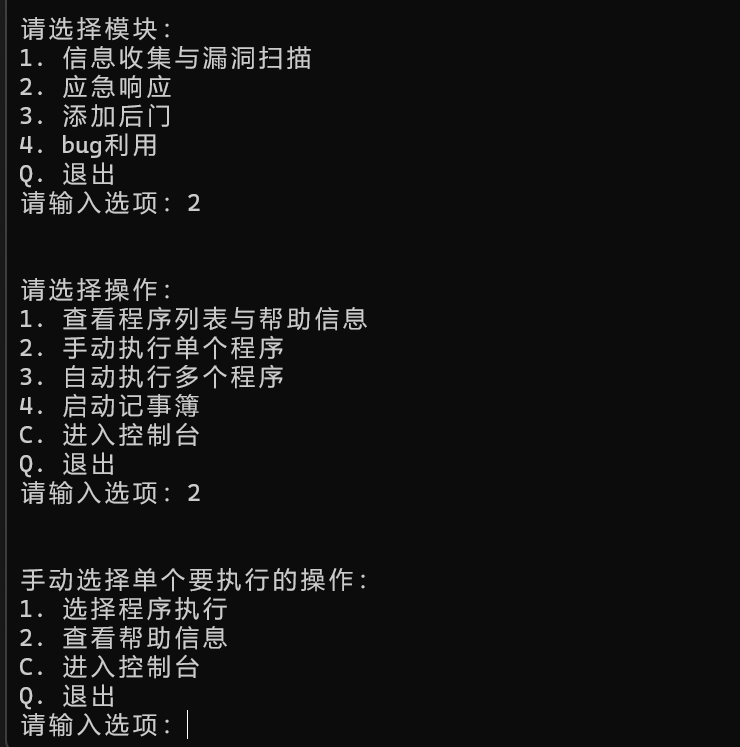 请选择模块:
1. 信息收集与漏洞扫描
2. 应急响应
3. 添加后门
4. bug利用
Q. 退出
请输入选项: 2
请选择操作:
1. 查看程序列表与帮助信息
2. 手动执行单个程序
3. 自动执行多个程序
4. 启动记事簿
C. 进入控制台
Q. 退出
请输入选项: 2
手动选择单个要执行的操作:
1. 选择程序执行
2. 查看帮助信息
C. 进入控制台
Q. 退出
请输入选项: